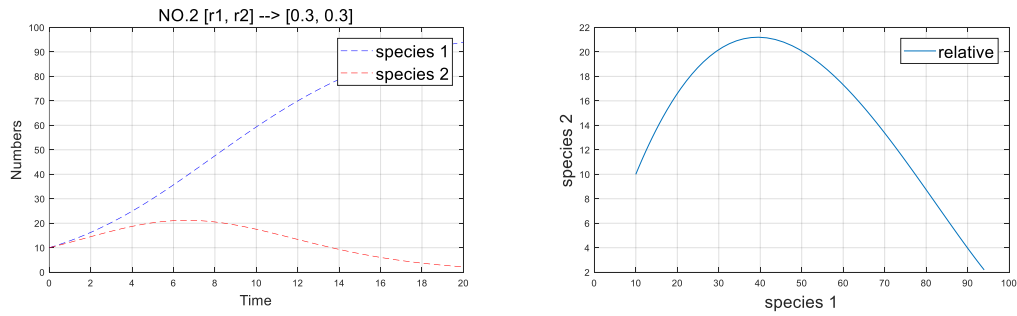 NO.2 [r1, r2] --> [0.3, 0.3]
100
90
80
70
60
50
40
30
20
10
0
Numbers
species 1
species 2
0 2 4 6 8 10 12 14 16 18 20
Time
22
20
18
16
14
12
10
8
6
4
2
species 2
relative
0 10 20 30 40 50 60 70 80 90 100
species 1